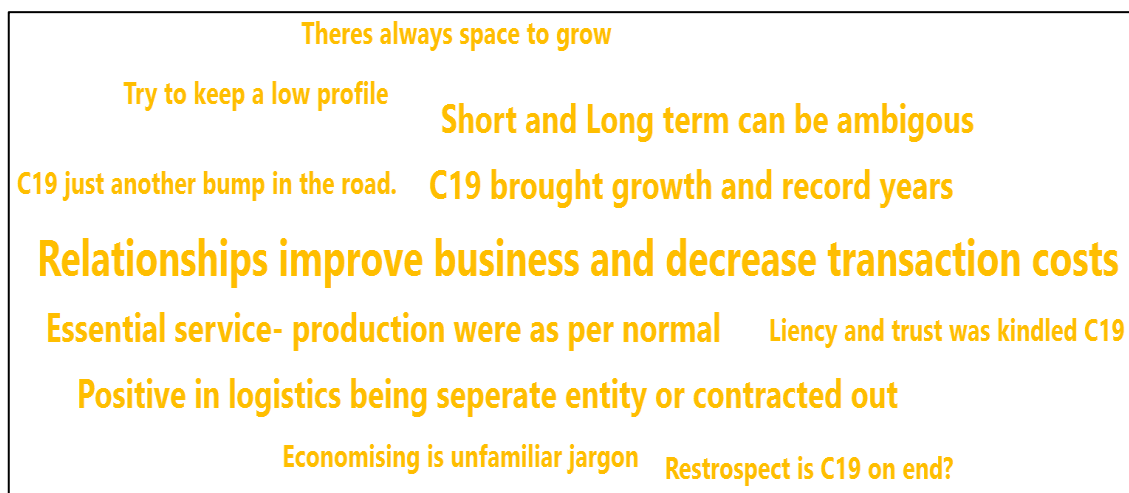 Theres always space to grow
Try to keep a low profile
Short and Long term can be ambigous
C19 just another bump in the road.
C19 brought growth and record years
Relationships improve business and decrease transaction costs
Essential service- production were as per normal
Liency and trust was kindled C19
Positive in logistics being seperate entity or contracted out
Economising is unfamiliar jargon
Restrospect is C19 on end?